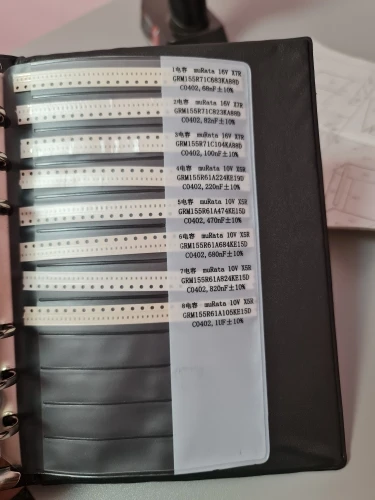 1电容 muRata 16V X7R
GRM155R71C683KA88D
C0402,68nF±10%
2电容 muRata 16V X7R
GRM155R71C823KA88D
C0402,82nF±10%
3电容 muRata 16V X7R
GRM155R71C104KA88D
C0402,100nF±10%
4电容 muRata 10V X5R
GRM155R61A224KE19D
C0402,220nF±10%
5电容 muRata 10V X5R
GRM155R61A474KE15D
C0402,470nF±10%
6电容 muRata 10V X5R
GRM155R61A684KE15D
C0402,680nF±10%
7电容 muRata 10V X5R
GRM155R61A824KE15D
C0402,820nF±10%
8电容 muRata 10V X5R
GRM155R61A105KE15D
C0402,1UF±10%